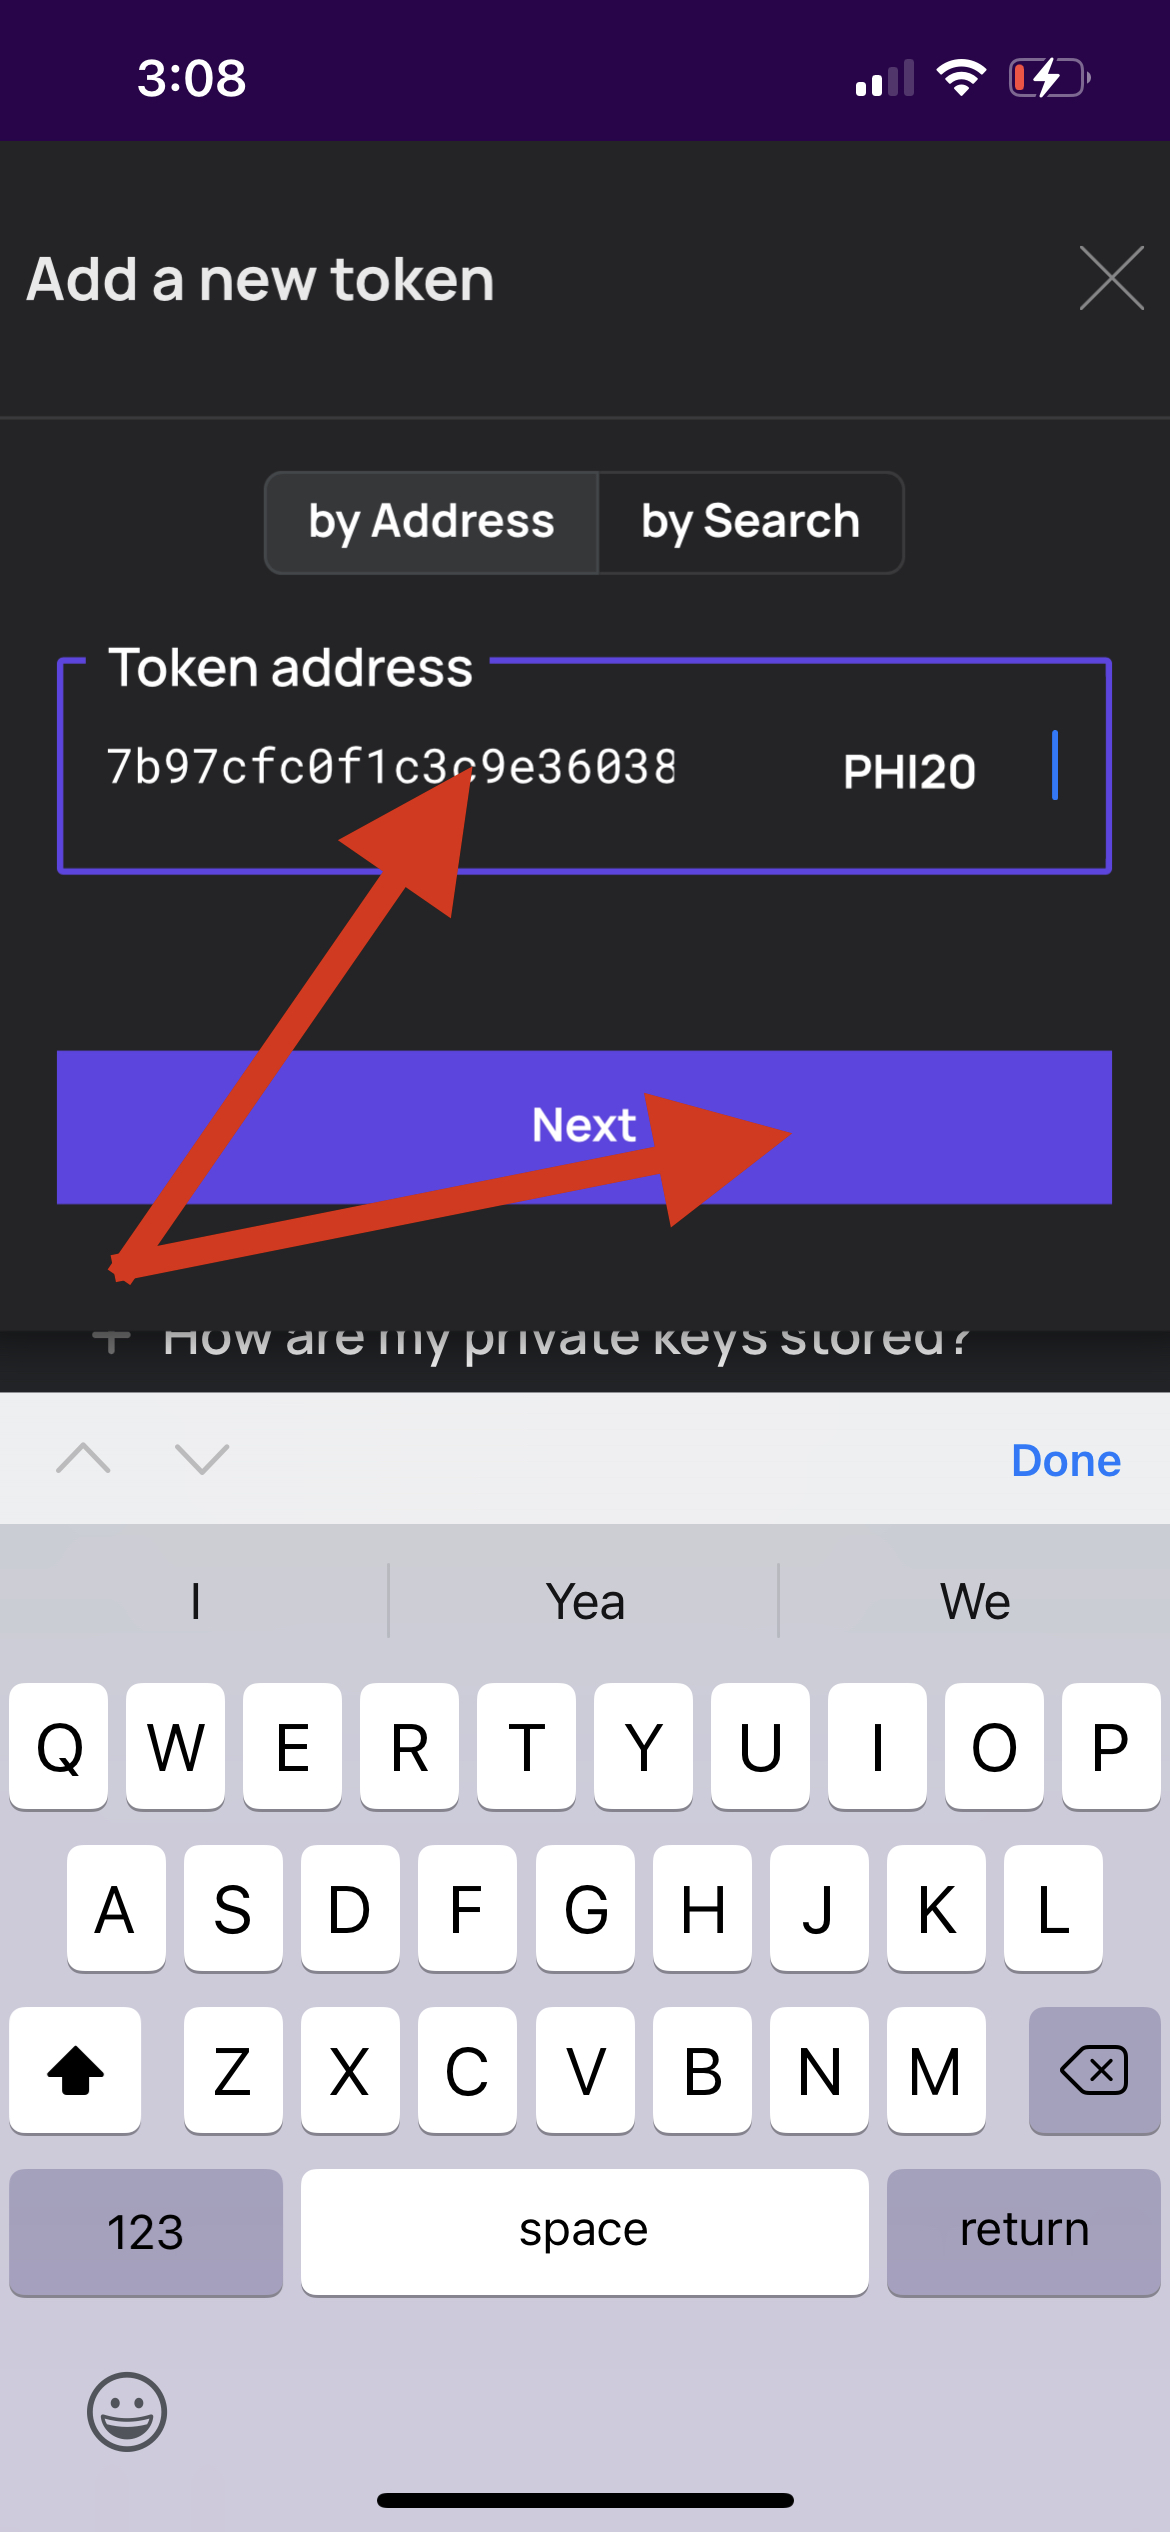 3:08
Add a new token
by Address by Search
Token address
7b97cfc0f1c3c9e36038 PHI20
Next
How are my private keys stored?
Done
I Yea We
Q W E R T Y U I O P
A S D F G H J K L
Z X C V B N M
123 space return